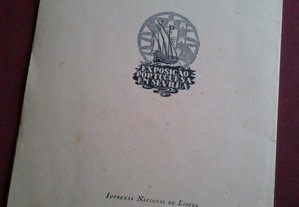 EXPOSIÇÃO
PORTUGUESA
EM SEVILHA
IMPRENSA NACIONAL DE LISBOA